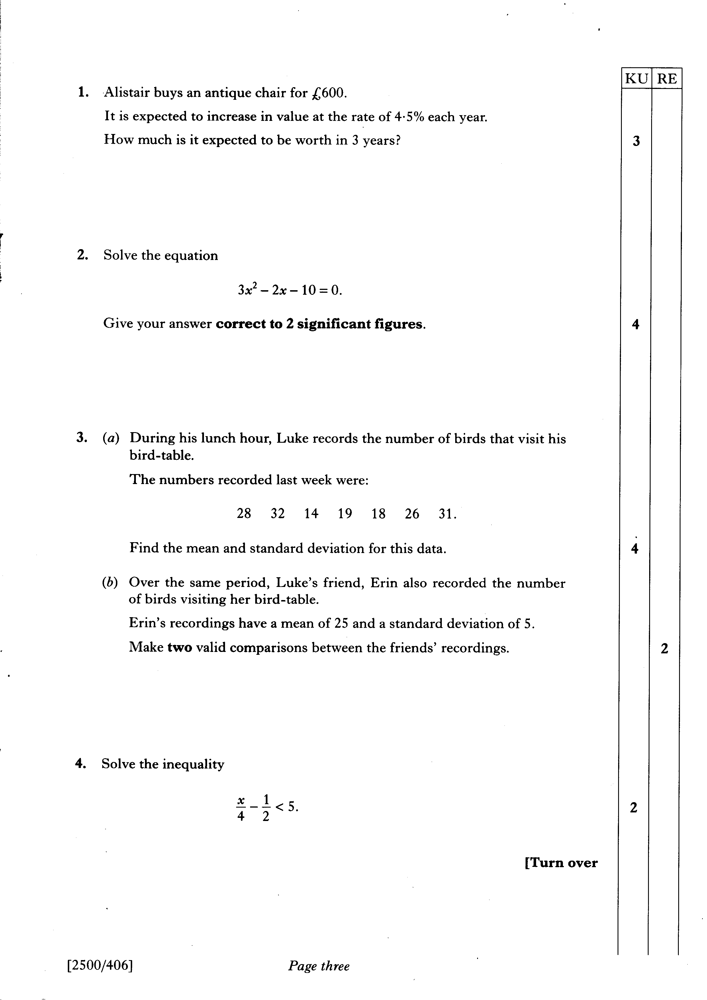 KU RE
1. Alistair buys an antique chair for £600.
It is expected to increase in value at the rate of 4·5% each year.
How much is it expected to be worth in 3 years? 3
2. Solve the equation
3x² – 2x – 10 = 0.
Give your answer correct to 2 significant figures. 4
3. (a) During his lunch hour, Luke records the number of birds that visit his
bird-table.
The numbers recorded last week were:
28 32 14 19 18 26 31.
Find the mean and standard deviation for this data. 4
(b) Over the same period, Luke's friend, Erin also recorded the number
of birds visiting her bird-table.
Erin's recordings have a mean of 25 and a standard deviation of 5.
Make two valid comparisons between the friends' recordings. 2
4. Solve the inequality
x/4 – 1/2 < 5. 2
[Turn over
[2500/406] Page three